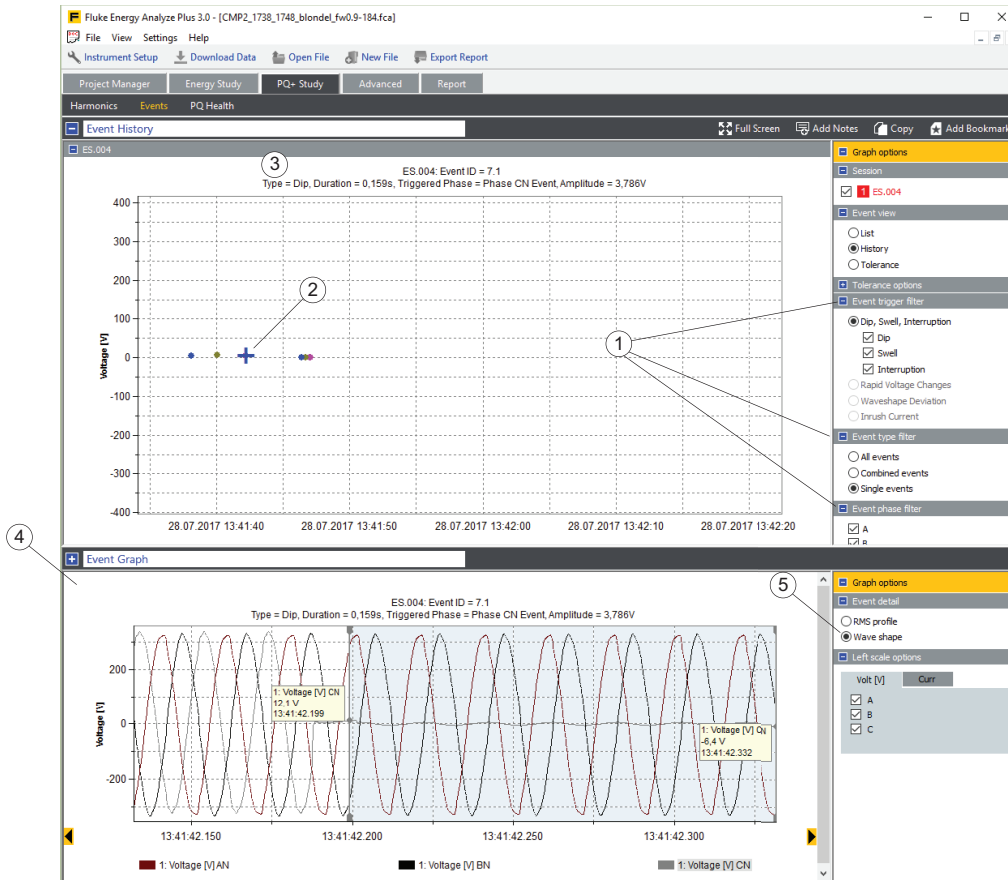 Fluke Energy Analyze Plus 3.0 - [CMP2_1738_1748_blondel_fw0.9-184.fca]
File View Settings Help
Instrument Setup Download Data Open File New File Export Report
Project Manager Energy Study PQ+ Study Advanced Report
Harmonics Events PQ Health
Event History Full Screen Add Notes Copy Add Bookmark
ES.004
3
ES.004: Event ID = 7.1
Type = Dip, Duration = 0,159s, Triggered Phase = Phase CN Event, Amplitude = 3,786V
Voltage [V]
400
300
200
100
0
-100
-200
-300
-400
2
1
28.07.2017 13:41:40 28.07.2017 13:41:50 28.07.2017 13:42:00 28.07.2017 13:42:10 28.07.2017 13:42:20
Graph options
Session
1 ES.004
Event view
List
History
Tolerance
Tolerance options
Event trigger filter
Dip, Swell, Interruption
Dip
Swell
Interruption
Rapid Voltage Changes
Waveshape Deviation
Inrush Current
Event type filter
All events
Combined events
Single events
Event phase filter
A
B
4
Event Graph
5
ES.004: Event ID = 7.1
Type = Dip, Duration = 0,159s, Triggered Phase = Phase CN Event, Amplitude = 3,786V
Voltage [V]
200
0
-200
1: Voltage [V] CN
12,1 V
13:41:42.199
1: Voltage [V] CN
-6,4 V
13:41:42.332
13:41:42.150 13:41:42.200 13:41:42.250 13:41:42.300
1: Voltage [V] AN 1: Voltage [V] BN 1: Voltage [V] CN
Graph options
Event detail
RMS profile
Wave shape
Left scale options
Volt [V] Curr
A
B
C